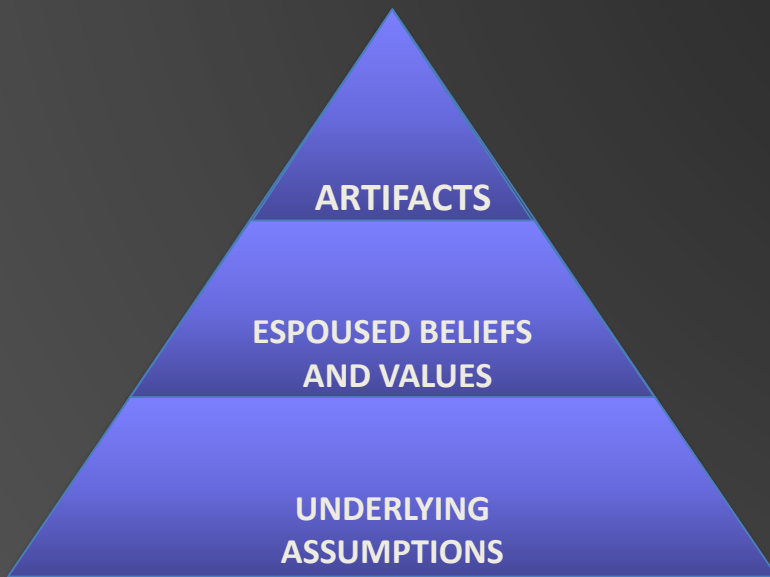 ARTIFACTS
ESPOUSED BELIEFS
AND VALUES
UNDERLYING
ASSUMPTIONS